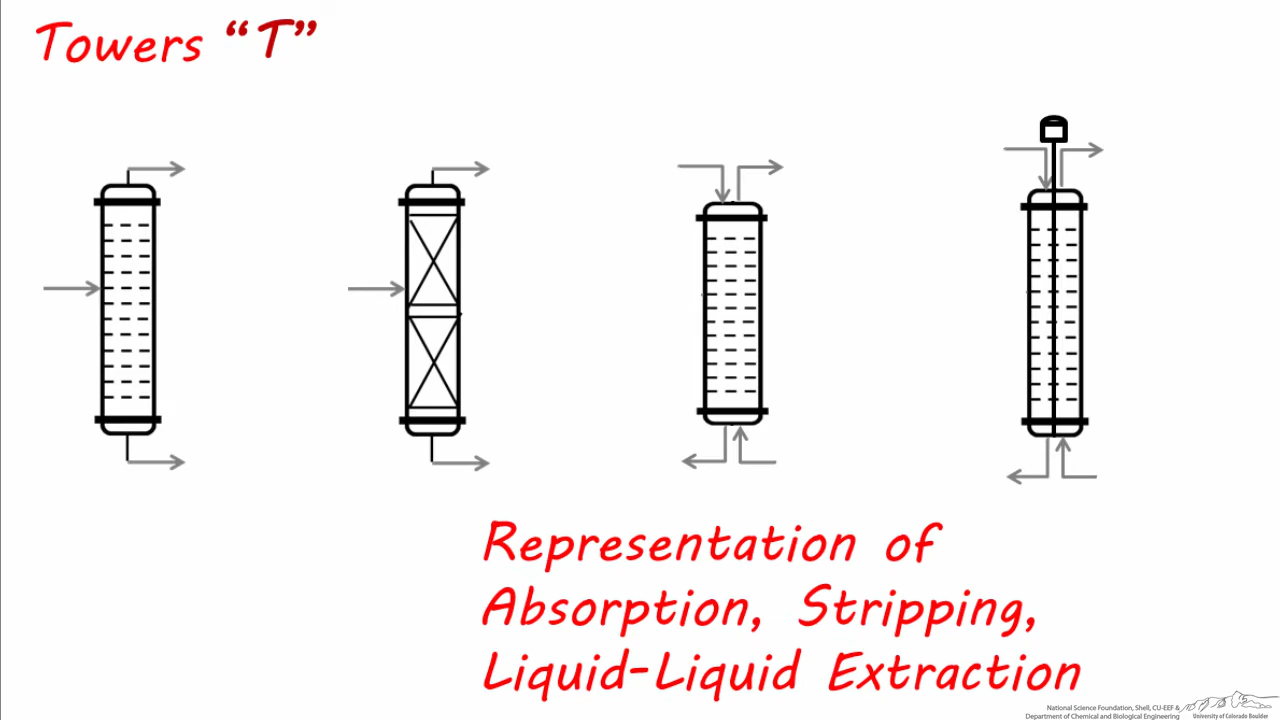 Towers “T”
Representation of
Absorption, Stripping,
Liquid-Liquid Extraction
National Science Foundation, Shell, CU-EEF &
Department of Chemical and Biological Engineering
University of Colorado Boulder